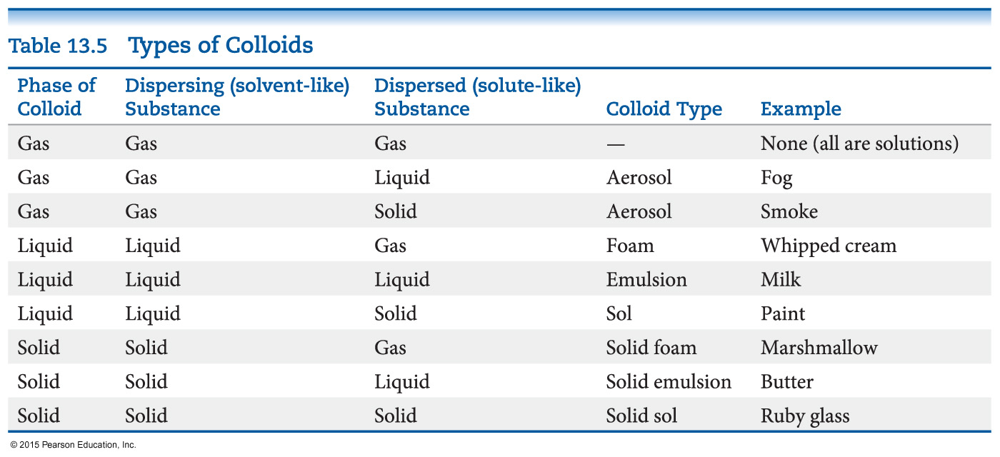 Table 13.5 Types of Colloids
Phase of Colloid Dispersing (solvent-like) Substance Dispersed (solute-like) Substance Colloid Type Example
Gas Gas Gas — None (all are solutions)
Gas Gas Liquid Aerosol Fog
Gas Gas Solid Aerosol Smoke
Liquid Liquid Gas Foam Whipped cream
Liquid Liquid Liquid Emulsion Milk
Liquid Liquid Solid Sol Paint
Solid Solid Gas Solid foam Marshmallow
Solid Solid Liquid Solid emulsion Butter
Solid Solid Solid Solid sol Ruby glass
© 2015 Pearson Education, Inc.